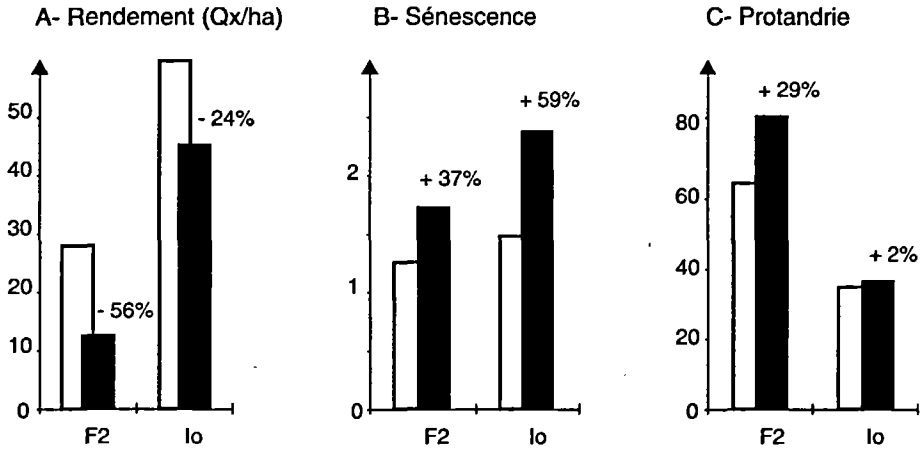 A- Rendement (Qx/ha)
50
40
30
20
10
0
- 24%
- 56%
F2
Io
B- Sénescence
2
1
0
+ 37%
+ 59%
F2
Io
C- Protandrie
80
60
40
20
0
+ 29%
+ 2%
F2
Io